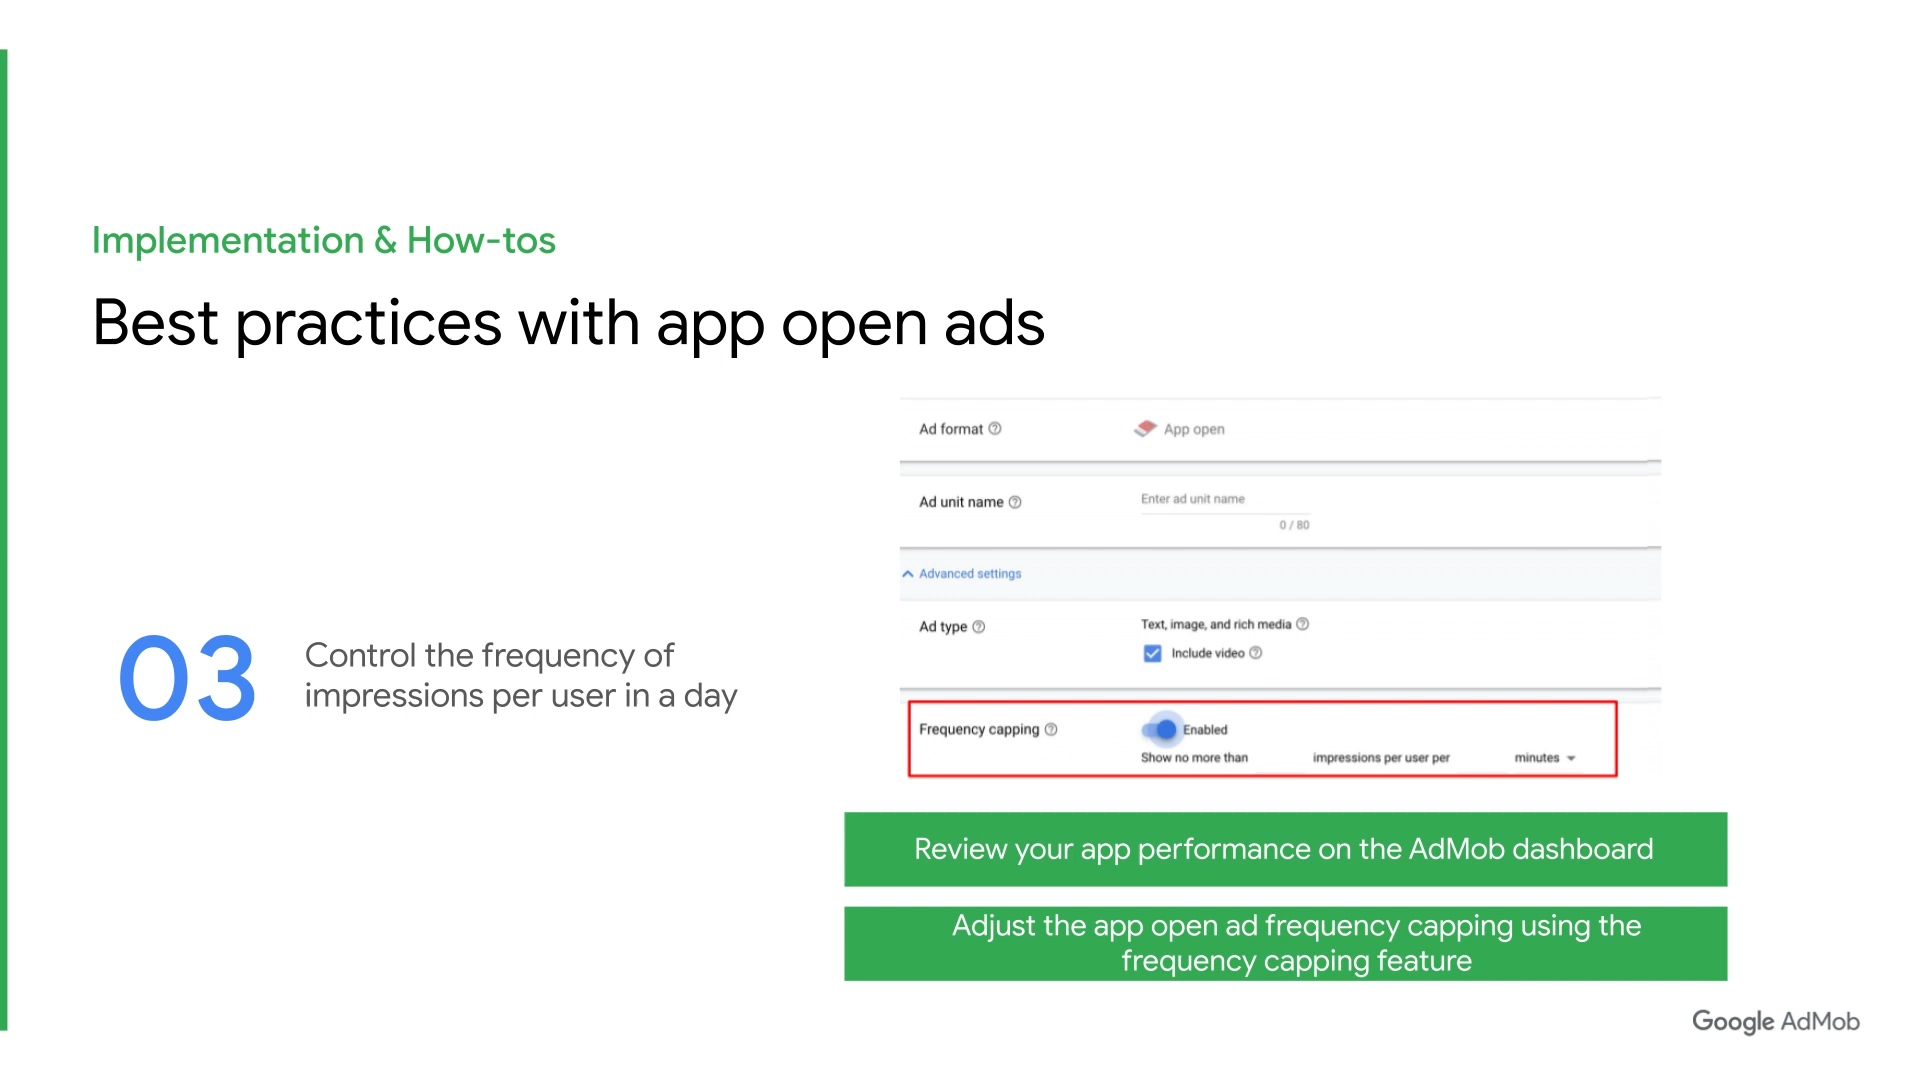 Implementation & How-tos
Best practices with app open ads
03
Control the frequency of
impressions per user in a day
Ad format
App open
Ad unit name
Enter ad unit name
0 / 80
Advanced settings
Ad type
Text, image, and rich media
Include video
Frequency capping
Enabled
Show no more than impressions per user per minutes
Review your app performance on the AdMob dashboard
Adjust the app open ad frequency capping using the
frequency capping feature
Google AdMob